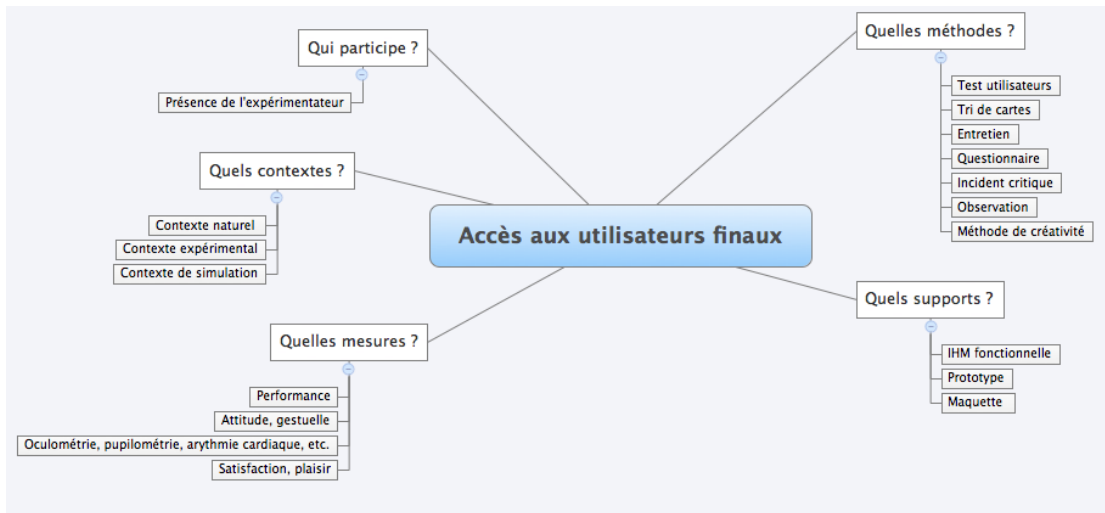 Accès aux utilisateurs finaux
Qui participe ?
Présence de l'expérimentateur
Quels contextes ?
Contexte naturel
Contexte expérimental
Contexte de simulation
Quelles mesures ?
Performance
Attitude, gestuelle
Oculométrie, pupilométrie, arythmie cardiaque, etc.
Satisfaction, plaisir
Quelles méthodes ?
Test utilisateurs
Tri de cartes
Entretien
Questionnaire
Incident critique
Observation
Méthode de créativité
Quels supports ?
IHM fonctionnelle
Prototype
Maquette